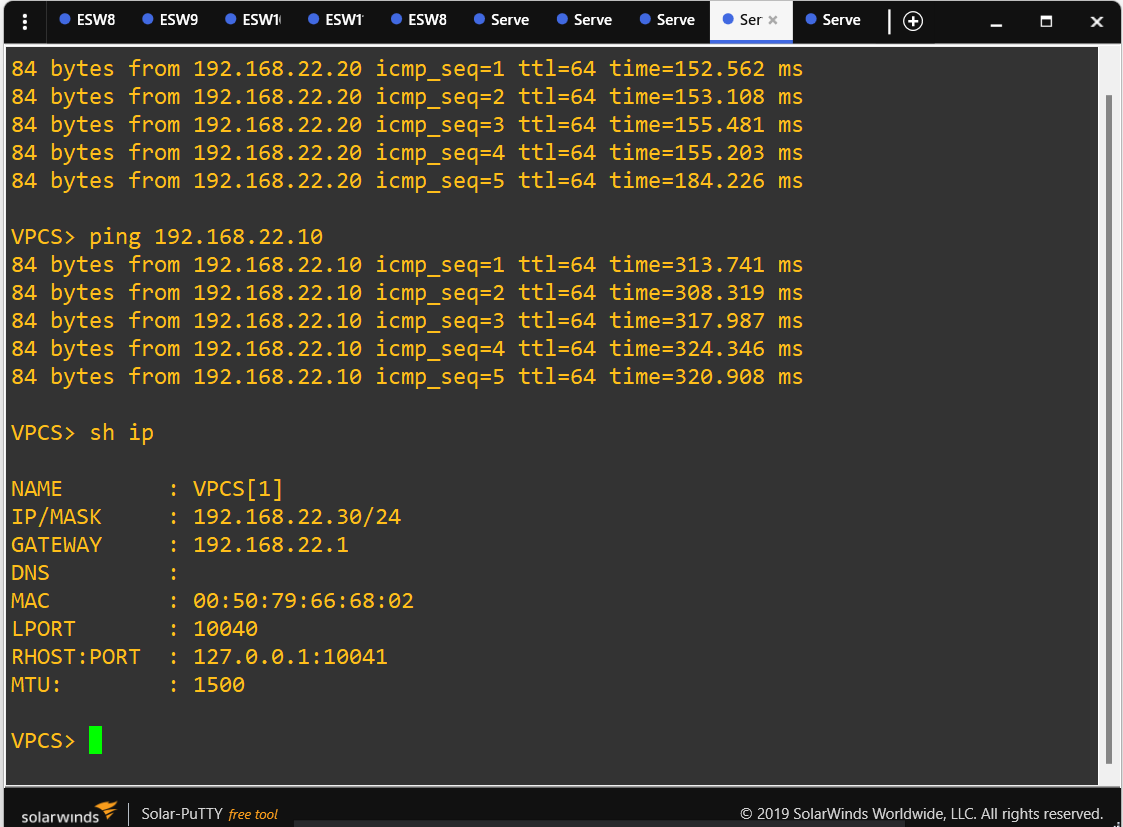 ESW8 ESW9 ESW10 ESW11 ESW8 Serve Serve Serve Ser × Serve
84 bytes from 192.168.22.20 icmp_seq=1 ttl=64 time=152.562 ms
84 bytes from 192.168.22.20 icmp_seq=2 ttl=64 time=153.108 ms
84 bytes from 192.168.22.20 icmp_seq=3 ttl=64 time=155.481 ms
84 bytes from 192.168.22.20 icmp_seq=4 ttl=64 time=155.203 ms
84 bytes from 192.168.22.20 icmp_seq=5 ttl=64 time=184.226 ms
VPCS> ping 192.168.22.10
84 bytes from 192.168.22.10 icmp_seq=1 ttl=64 time=313.741 ms
84 bytes from 192.168.22.10 icmp_seq=2 ttl=64 time=308.319 ms
84 bytes from 192.168.22.10 icmp_seq=3 ttl=64 time=317.987 ms
84 bytes from 192.168.22.10 icmp_seq=4 ttl=64 time=324.346 ms
84 bytes from 192.168.22.10 icmp_seq=5 ttl=64 time=320.908 ms
VPCS> sh ip
NAME : VPCS[1]
IP/MASK : 192.168.22.30/24
GATEWAY : 192.168.22.1
DNS :
MAC : 00:50:79:66:68:02
LPORT : 10040
RHOST:PORT : 127.0.0.1:10041
MTU: : 1500
VPCS>
solarwinds Solar-PuTTY free tool © 2019 SolarWinds Worldwide, LLC. All rights reserved.